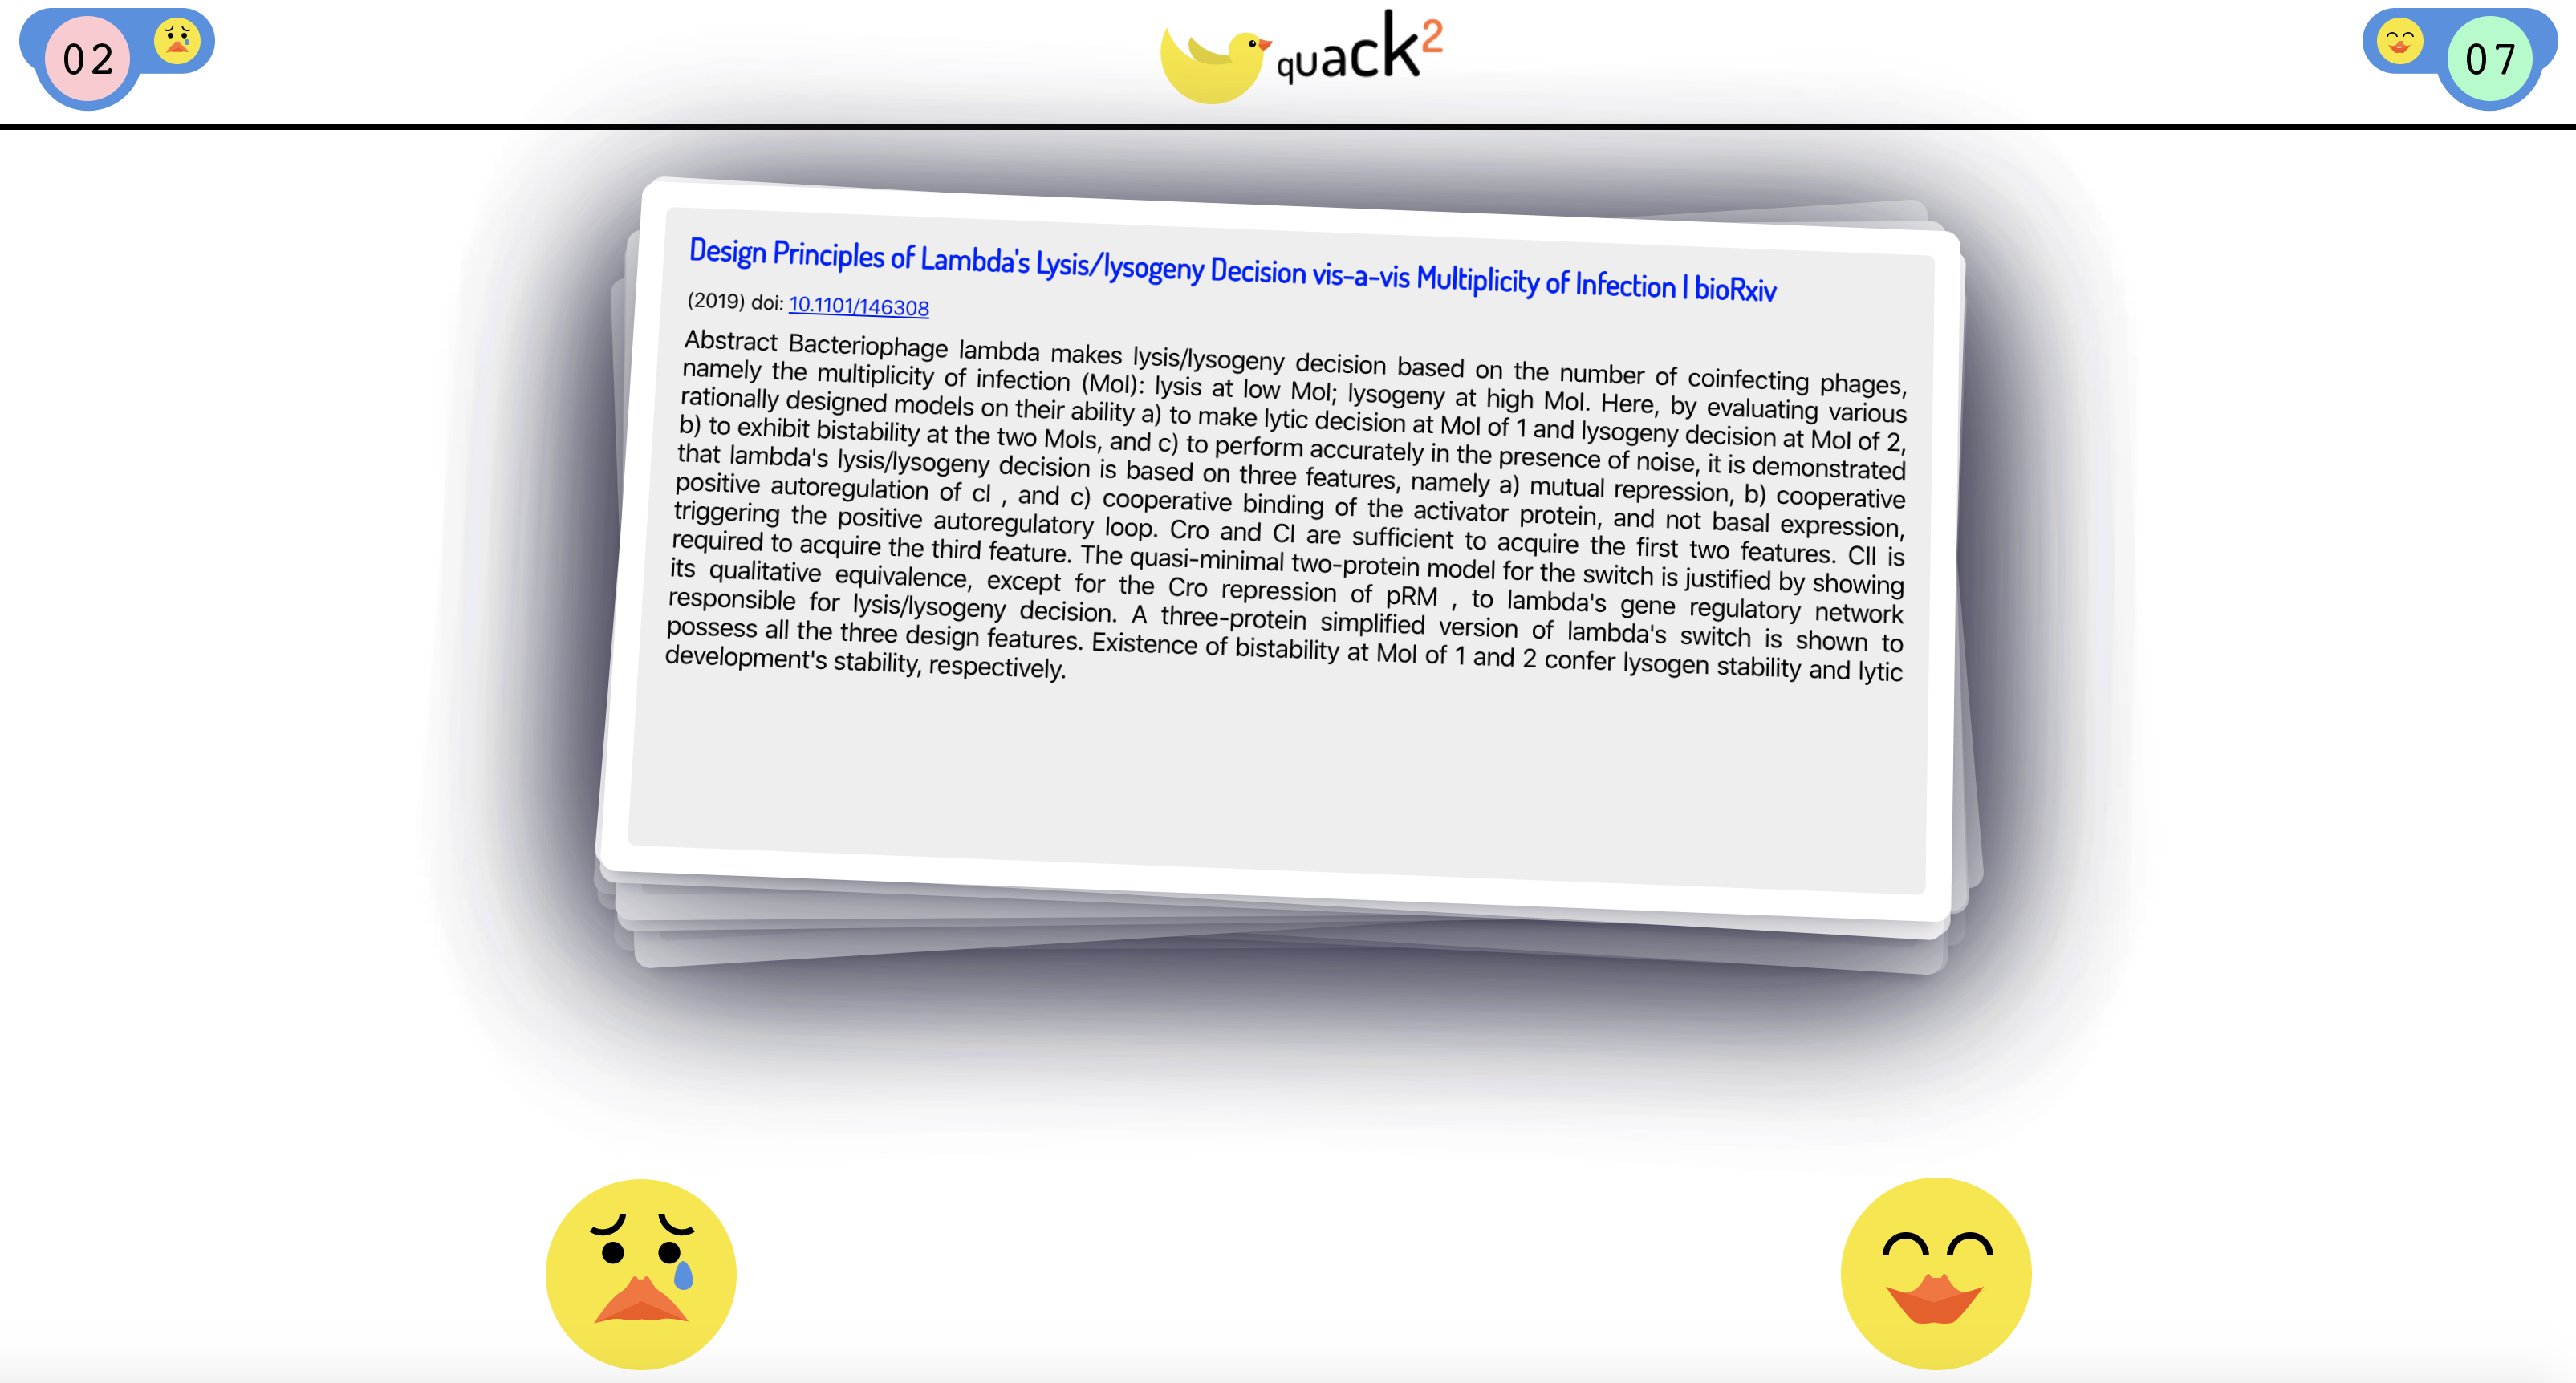 02
quack2
07
Design Principles of Lambda's Lysis/lysogeny Decision vis-a-vis Multiplicity of Infection | bioRxiv
(2019) doi: 10.1101/146308
Abstract Bacteriophage lambda makes lysis/lysogeny decision based on the number of coinfecting phages,
namely the multiplicity of infection (MoI): lysis at low MoI; lysogeny at high MoI. Here, by evaluating various
rationally designed models on their ability a) to make lytic decision at MoI of 1 and lysogeny decision at MoI of 2,
b) to exhibit bistability at the two MoIs, and c) to perform accurately in the presence of noise, it is demonstrated
that lambda's lysis/lysogeny decision is based on three features, namely a) mutual repression, b) cooperative
positive autoregulation of cI , and c) cooperative binding of the activator protein, and not basal expression,
triggering the positive autoregulatory loop. Cro and CI are sufficient to acquire the first two features. CII is
required to acquire the third feature. The quasi-minimal two-protein model for the switch is justified by showing
its qualitative equivalence, except for the Cro repression of pRM , to lambda's gene regulatory network
responsible for lysis/lysogeny decision. A three-protein simplified version of lambda's switch is shown to
possess all the three design features. Existence of bistability at MoI of 1 and 2 confer lysogen stability and lytic
development's stability, respectively.